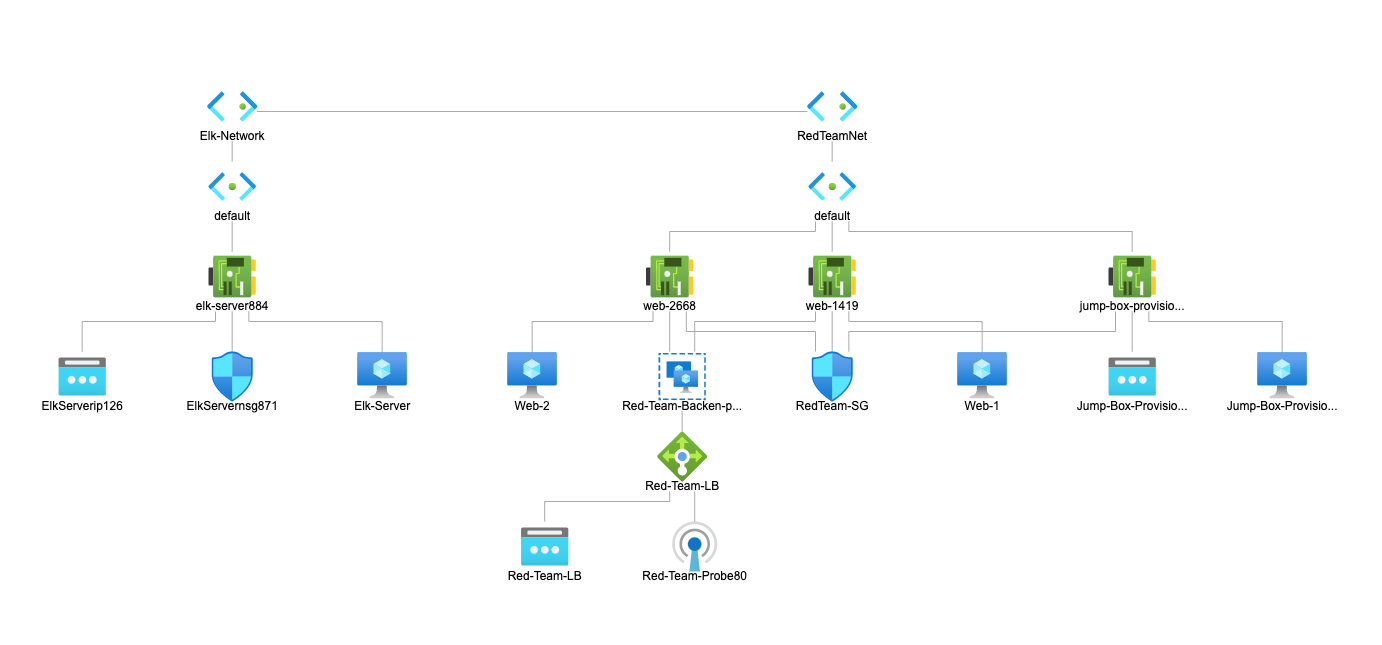 Elk-Network
RedTeamNet
default
default
elk-server884
web-2668
web-1419
jump-box-provisio...
ElkServerip126
ElkServernsg871
Elk-Server
Web-2
Red-Team-Backen-p...
RedTeam-SG
Web-1
Jump-Box-Provisio...
Jump-Box-Provisio...
Red-Team-LB
Red-Team-LB
Red-Team-Probe80